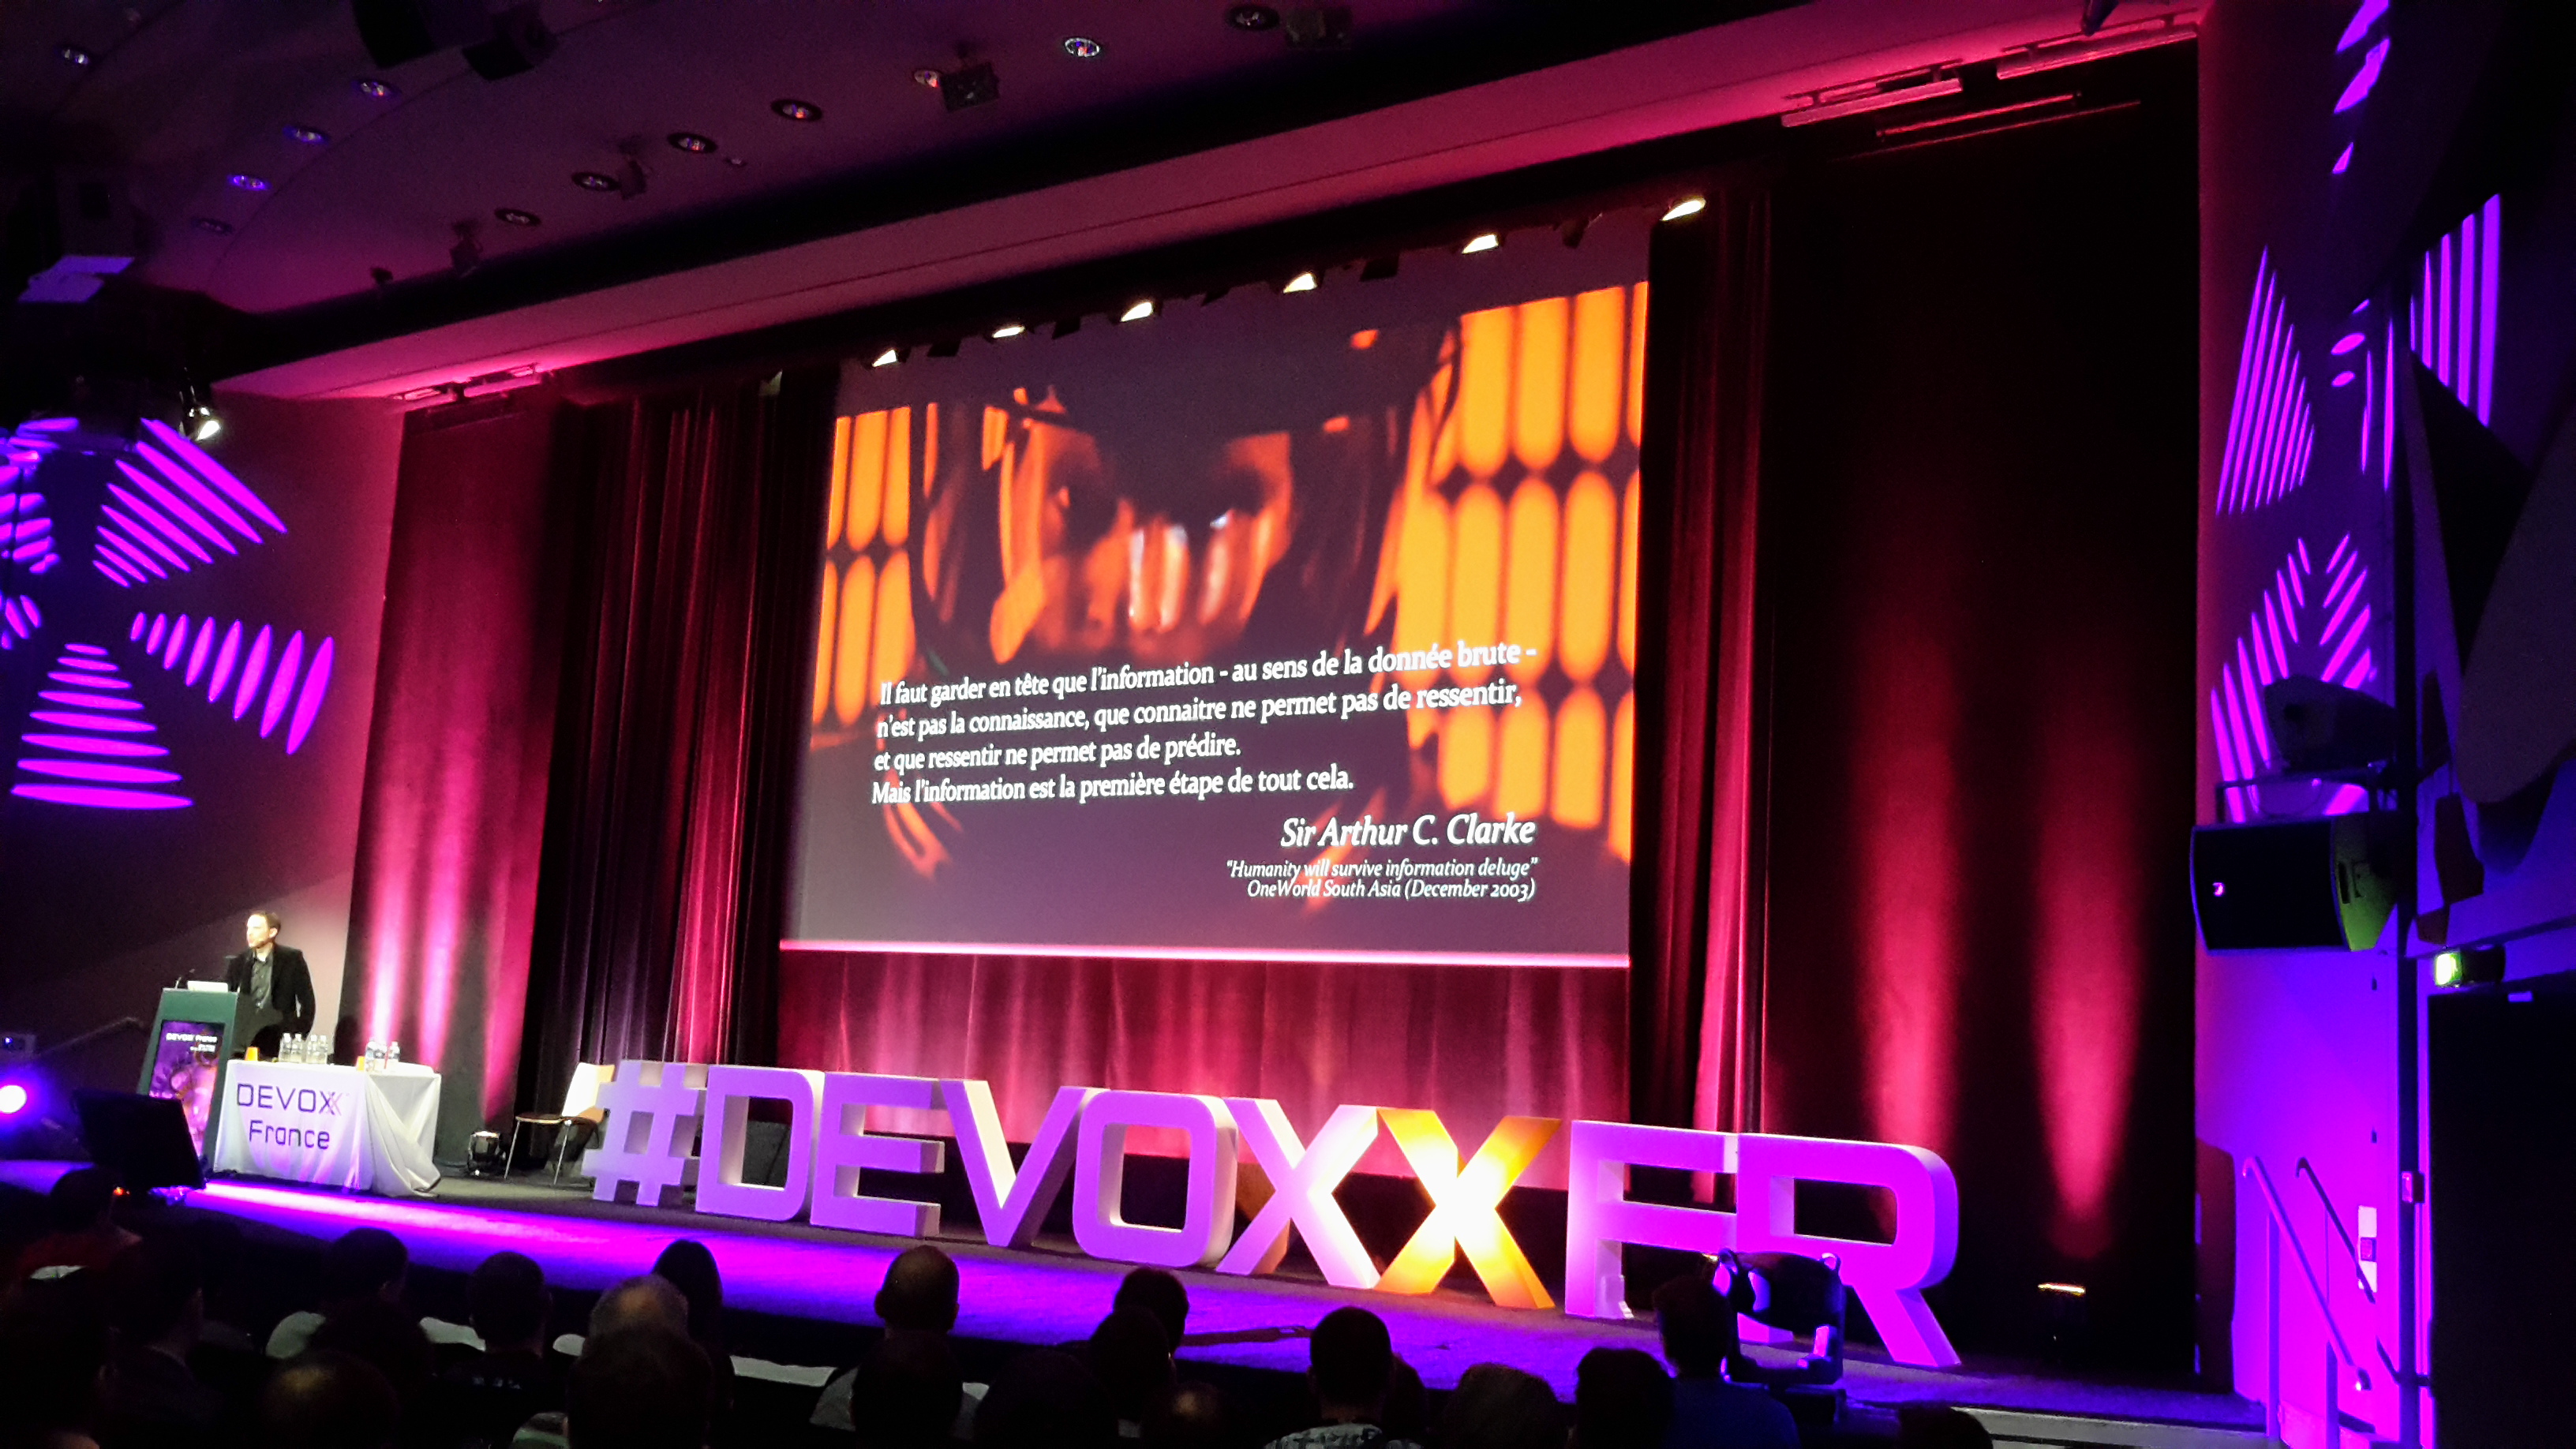 Il faut garder en tête que l'information - au sens de la donnée brute -
n'est pas la connaissance, que connaitre ne permet pas de ressentir,
et que ressentir ne permet pas de prédire.
Mais l'information est la première étape de tout cela.
Sir Arthur C. Clarke
"Humanity will survive information deluge"
OneWorld South Asia (December 2003)
DEVOXX France
DEVOXX
France
#DEVOXXFR